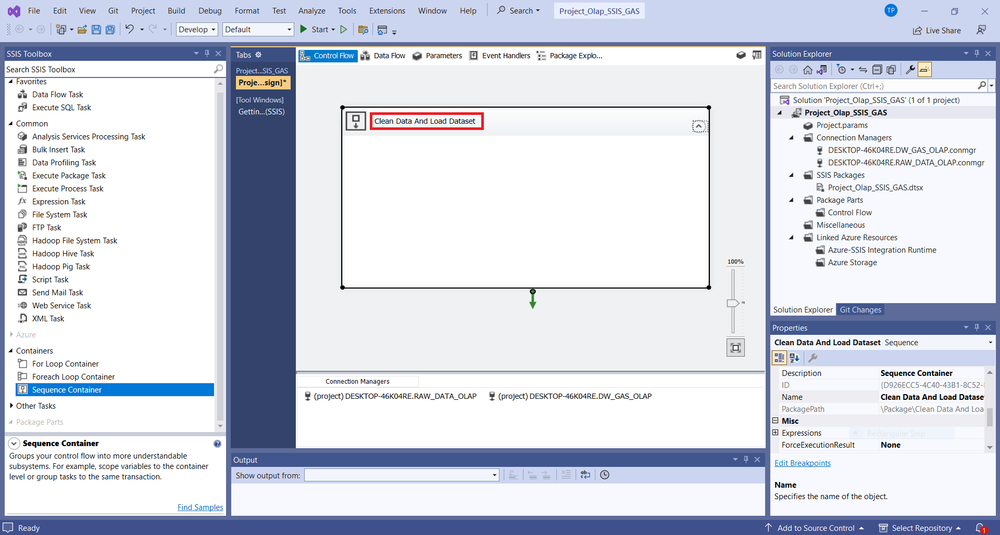 File Edit View Git Project Build Debug Format Test Analyze Tools Extensions Window Help Search Project_Olap_SSIS_GAS TP
Develop Default Start Live Share
SSIS Toolbox
Search SSIS Toolbox
Favorites
Data Flow Task
Execute SQL Task
Common
Analysis Services Processing Task
Bulk Insert Task
Data Profiling Task
Execute Package Task
Execute Process Task
Expression Task
File System Task
FTP Task
Hadoop File System Task
Hadoop Hive Task
Hadoop Pig Task
Script Task
Send Mail Task
Web Service Task
XML Task
Azure
Containers
For Loop Container
Foreach Loop Container
Sequence Container
Other Tasks
Package Parts
Sequence Container
Groups your control flow into more understandable
subsystems. For example, scope variables to the container
level or group tasks to the same transaction.
Find Samples
Tabs
Project...SIS_GAS
Proje...sign]*
[Tool Windows]
Gettin...(SSIS)
Control Flow Data Flow Parameters Event Handlers Package Explo...
Clean Data And Load Dataset
100%
Connection Managers
(project) DESKTOP-46K04RE.RAW_DATA_OLAP (project) DESKTOP-46K04RE.DW_GAS_OLAP
Output
Show output from:
Solution Explorer
Search Solution Explorer (Ctrl+;)
Solution 'Project_Olap_SSIS_GAS' (1 of 1 project)
Project_Olap_SSIS_GAS
Project.params
Connection Managers
DESKTOP-46K04RE.DW_GAS_OLAP.conmgr
DESKTOP-46K04RE.RAW_DATA_OLAP.conmgr
SSIS Packages
Project_Olap_SSIS_GAS.dtsx
Package Parts
Control Flow
Miscellaneous
Linked Azure Resources
Azure-SSIS Integration Runtime
Azure Storage
Solution Explorer Git Changes
Properties
Clean Data And Load Dataset Sequence
Description Sequence Container
ID {D926ECC5-4C40-43B1-8C52-
Name Clean Data And Load Datase
PackagePath \Package\Clean Data And Loa
Misc
Expressions Rectangular Snip
ForceExecutionResult None
Edit Breakpoints
Name
Specifies the name of the object.
Ready Add to Source Control Select Repository 1